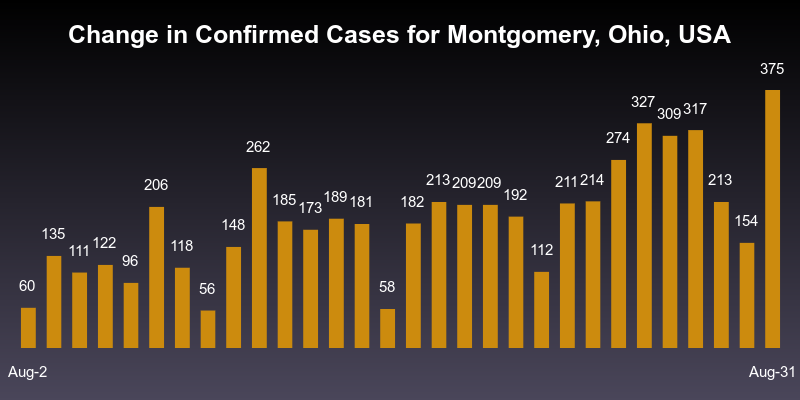 Change in Confirmed Cases for Montgomery, Ohio, USA
60 135 111 122 96 206 118 56 148 262 185 173 189 181 58 182 213 209 209 192 112 211 214 274 327 309 317 213 154 375
Aug-2 Aug-31